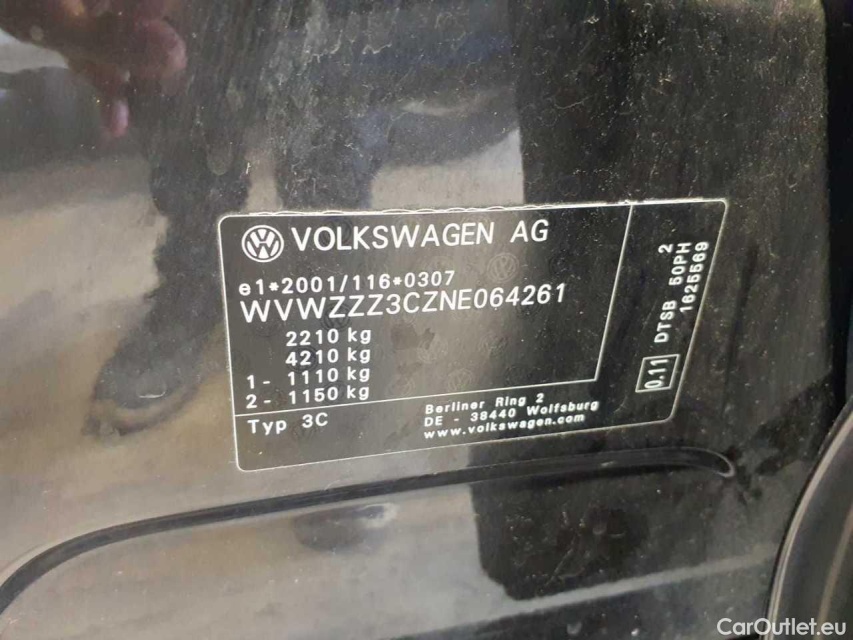 VOLKSWAGEN AG
e1*2001/116*0307
WVWZZZ3CZNE064261
2210 kg
4210 kg
1- 1110 kg
2- 1150 kg
Typ 3C
Berliner Ring 2
DE - 38440 Wolfsburg
www.volkswagen.com
2
DTSB 50PH
1625569
0.11
CarOutlet.eu